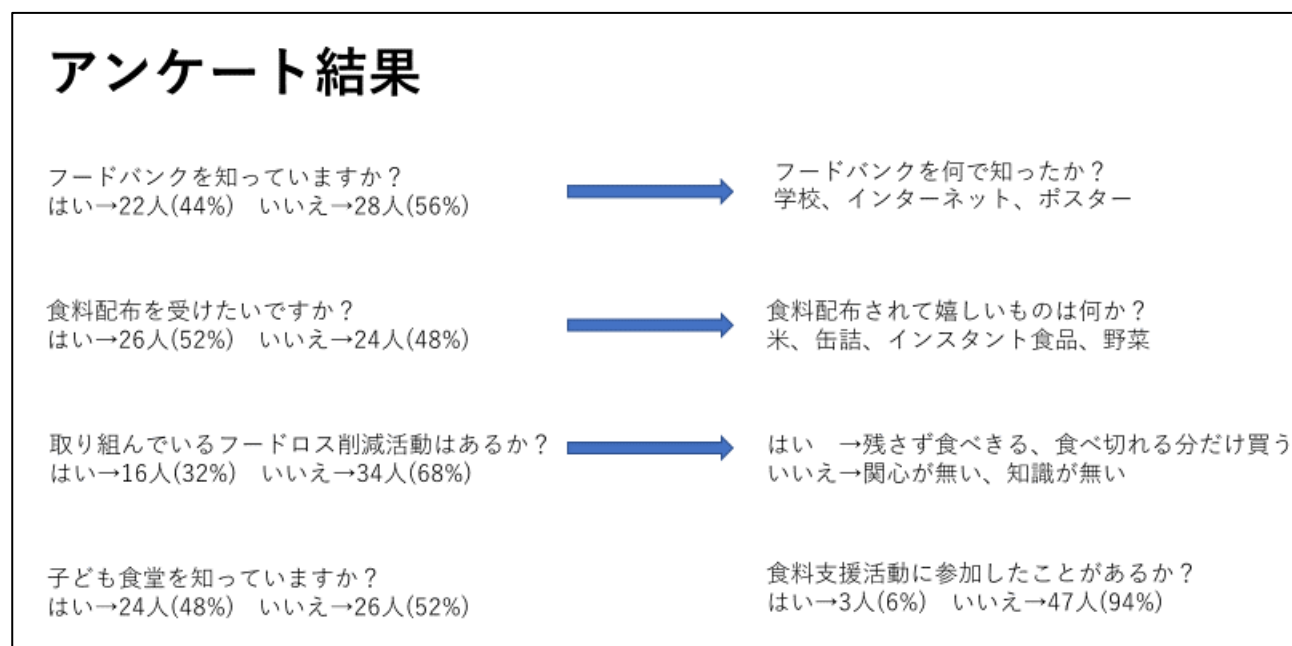 アンケート結果
フードバンクを知っていますか？
はい→22人(44%)　いいえ→28人(56%)
フードバンクを何で知ったか？
学校、インターネット、ポスター
食料配布を受けたいですか？
はい→26人(52%)　いいえ→24人(48%)
食料配布されて嬉しいものは何か？
米、缶詰、インスタント食品、野菜
取り組んでいるフードロス削減活動はあるか？
はい→16人(32%)　いいえ→34人(68%)
はい　→残さず食べきる、食べ切れる分だけ買う
いいえ→関心が無い、知識が無い
子ども食堂を知っていますか？
はい→24人(48%)　いいえ→26人(52%)
食料支援活動に参加したことがあるか？
はい→3人(6%)　いいえ→47人(94%)